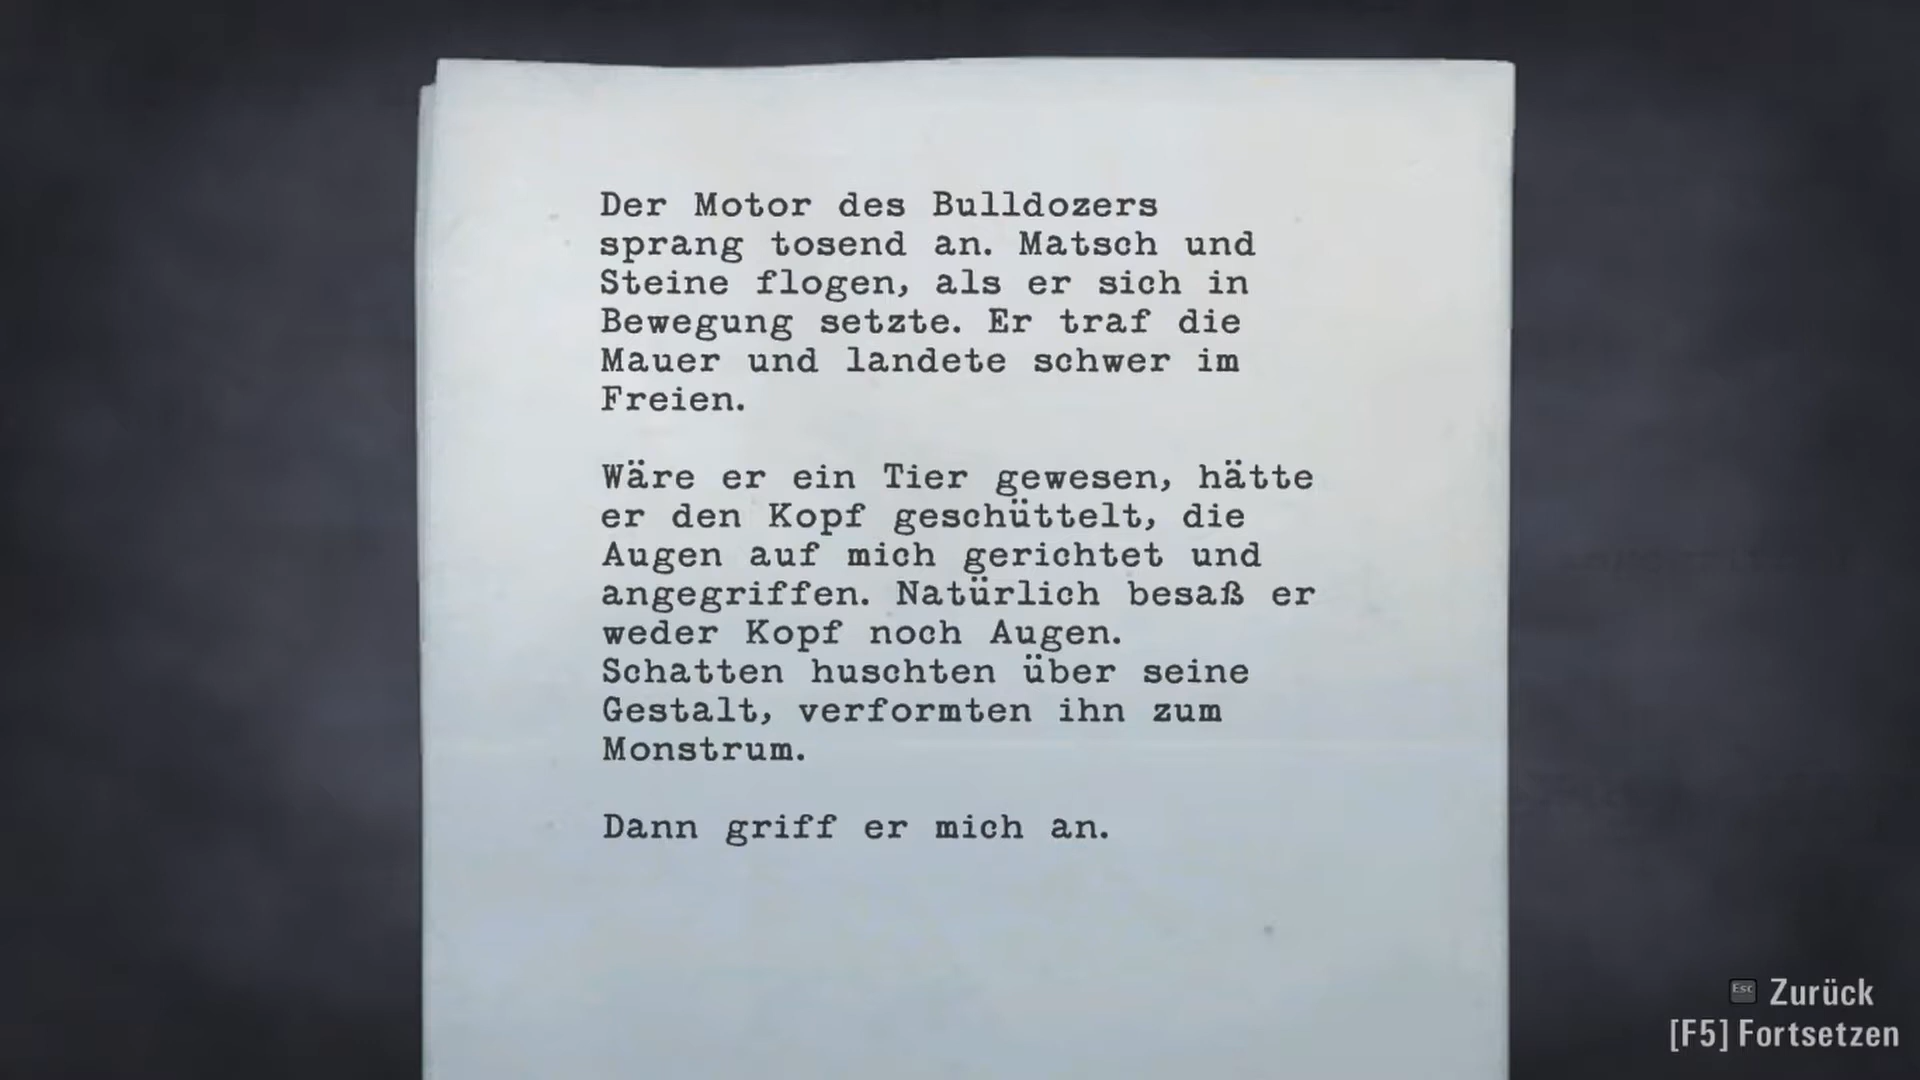 Der Motor des Bulldozers
sprang tosend an. Matsch und
Steine flogen, als er sich in
Bewegung setzte. Er traf die
Mauer und landete schwer im
Freien.
Wäre er ein Tier gewesen, hätte
er den Kopf geschüttelt, die
Augen auf mich gerichtet und
angegriffen. Natürlich besaß er
weder Kopf noch Augen.
Schatten huschten über seine
Gestalt, verformten ihn zum
Monstrum.
Dann griff er mich an.
Esc Zurück
[F5] Fortsetzen